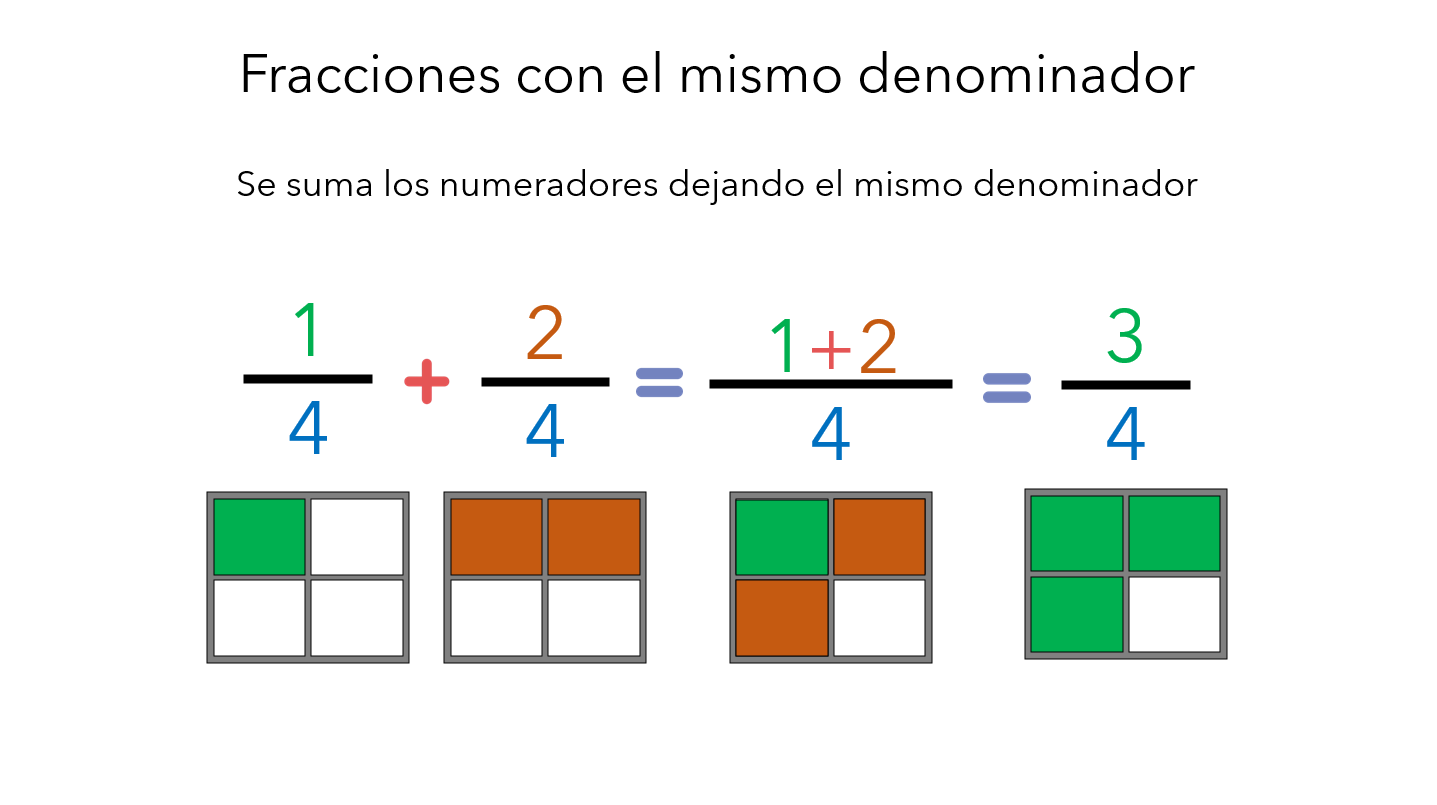 Fracciones con el mismo denominador
Se suma los numeradores dejando el mismo denominador
1 2 1+2 3
+ = =
4 4 4 4